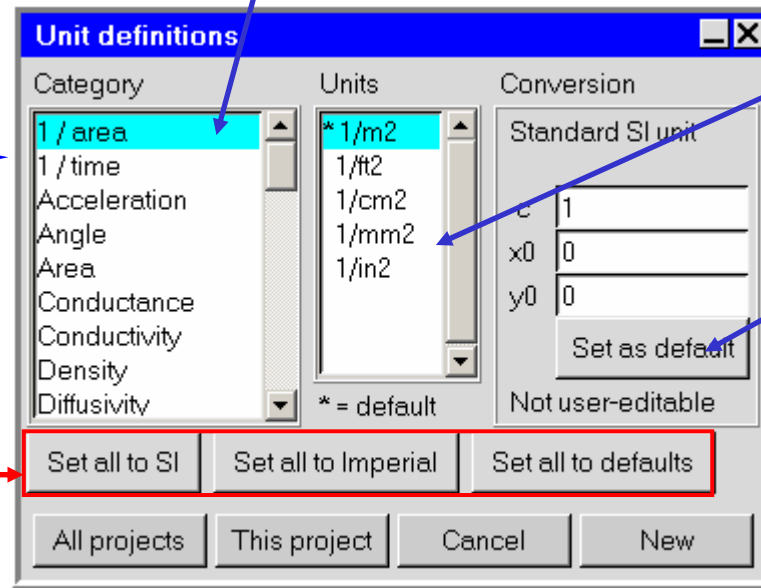 Unit definitions
Category
1 / area
1 / time
Acceleration
Angle
Area
Conductance
Conductivity
Density
Diffusivity
Units
* 1/m2
1/ft2
1/cm2
1/mm2
1/in2
* = default
Conversion
Standard SI unit
c 1
x0 0
y0 0
Set as default
Not user-editable
Set all to SI
Set all to Imperial
Set all to defaults
All projects
This project
Cancel
New